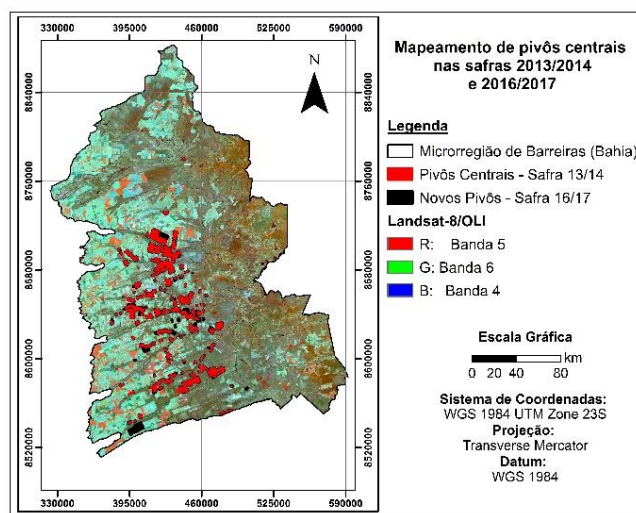 330000 395000 460000 525000 590000
8840000 8840000
8760000 8760000
8680000 8680000
8600000 8600000
8520000 8520000
330000 395000 460000 525000 590000
N
Mapeamento de pivôs centrais
nas safras 2013/2014
e 2016/2017
Legenda
Microrregião de Barreiras (Bahia)
Pivôs Centrais - Safra 13/14
Novos Pivôs - Safra 16/17
Landsat-8/OLI
R: Banda 5
G: Banda 6
B: Banda 4
Escala Gráfica
km
0 20 40 80
Sistema de Coordenadas:
WGS 1984 UTM Zone 23S
Projeção:
Transverse Mercator
Datum:
WGS 1984